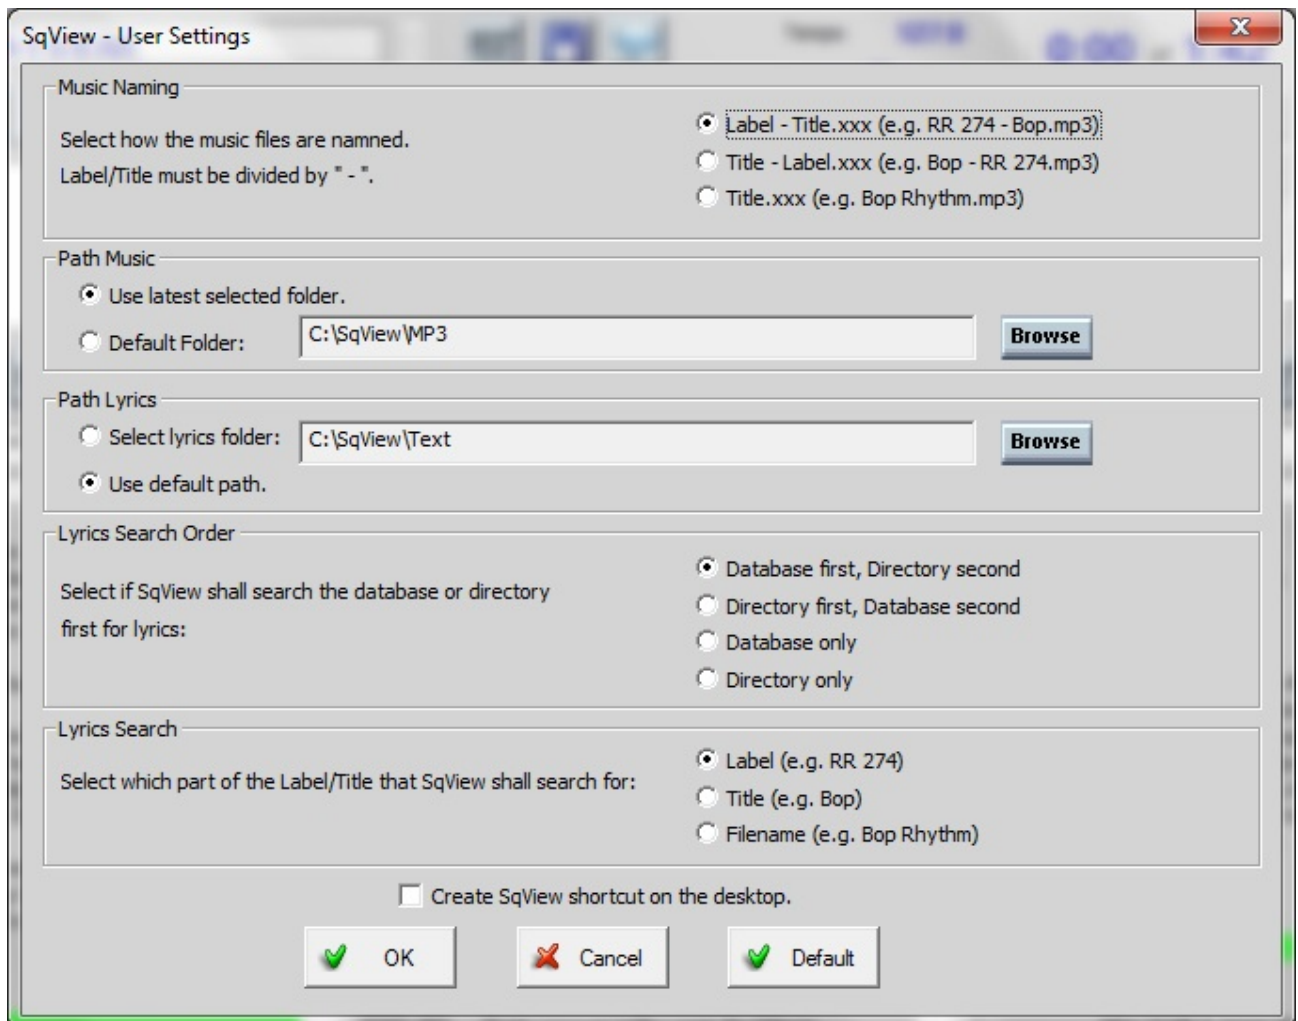 SqView - User Settings
Tempo 107.8
0:00
Music Naming
Select how the music files are namned.
Label/Title must be divided by " - ".
Label - Title.xxx (e.g. RR 274 - Bop.mp3)
Title - Label.xxx (e.g. Bop - RR 274.mp3)
Title.xxx (e.g. Bop Rhythm.mp3)
Path Music
Use latest selected folder.
Default Folder: C:\SqView\MP3 Browse
Path Lyrics
Select lyrics folder: C:\SqView\Text Browse
Use default path.
Lyrics Search Order
Select if SqView shall search the database or directory
first for lyrics:
Database first, Directory second
Directory first, Database second
Database only
Directory only
Lyrics Search
Select which part of the Label/Title that SqView shall search for:
Label (e.g. RR 274)
Title (e.g. Bop)
Filename (e.g. Bop Rhythm)
Create SqView shortcut on the desktop.
OK Cancel Default